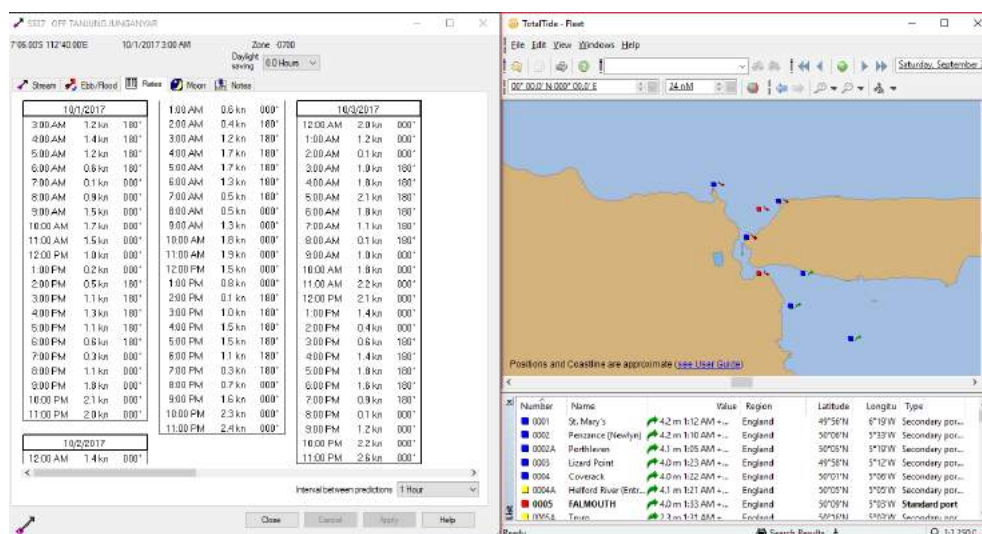 5537 OFF TANJUNG JUNGANYAR
7°06.00'S 112°40.00'E 10/1/2017 3:00 AM Zone -0700
Daylight saving 0.0 Hours
Stream Ebb/Flood Rates Moon Notes
10/1/2017
3:00 AM 1.2 kn 180°
4:00 AM 1.4 kn 180°
5:00 AM 1.2 kn 180°
6:00 AM 0.6 kn 180°
7:00 AM 0.1 kn 000°
8:00 AM 0.9 kn 000°
9:00 AM 1.5 kn 000°
10:00 AM 1.7 kn 000°
11:00 AM 1.5 kn 000°
12:00 PM 1.0 kn 000°
1:00 PM 0.2 kn 000°
2:00 PM 0.5 kn 180°
3:00 PM 1.1 kn 180°
4:00 PM 1.3 kn 180°
5:00 PM 1.1 kn 180°
6:00 PM 0.6 kn 180°
7:00 PM 0.3 kn 000°
8:00 PM 1.1 kn 000°
9:00 PM 1.8 kn 000°
10:00 PM 2.1 kn 000°
11:00 PM 2.0 kn 000°
10/2/2017
12:00 AM 1.4 kn 000°
1:00 AM 0.6 kn 000°
2:00 AM 0.4 kn 180°
3:00 AM 1.2 kn 180°
4:00 AM 1.7 kn 180°
5:00 AM 1.7 kn 180°
6:00 AM 1.3 kn 180°
7:00 AM 0.5 kn 180°
8:00 AM 0.5 kn 000°
9:00 AM 1.3 kn 000°
10:00 AM 1.8 kn 000°
11:00 AM 1.9 kn 000°
12:00 PM 1.5 kn 000°
1:00 PM 0.8 kn 000°
2:00 PM 0.1 kn 180°
3:00 PM 1.0 kn 180°
4:00 PM 1.5 kn 180°
5:00 PM 1.5 kn 180°
6:00 PM 1.1 kn 180°
7:00 PM 0.3 kn 180°
8:00 PM 0.7 kn 000°
9:00 PM 1.6 kn 000°
10:00 PM 2.3 kn 000°
11:00 PM 2.4 kn 000°
10/3/2017
12:00 AM 2.0 kn 000°
1:00 AM 1.2 kn 000°
2:00 AM 0.1 kn 000°
3:00 AM 1.0 kn 180°
4:00 AM 1.8 kn 180°
5:00 AM 2.1 kn 180°
6:00 AM 1.8 kn 180°
7:00 AM 1.1 kn 180°
8:00 AM 0.1 kn 180°
9:00 AM 1.0 kn 000°
10:00 AM 1.8 kn 000°
11:00 AM 2.2 kn 000°
12:00 PM 2.1 kn 000°
1:00 PM 1.4 kn 000°
2:00 PM 0.4 kn 000°
3:00 PM 0.6 kn 180°
4:00 PM 1.4 kn 180°
5:00 PM 1.8 kn 180°
6:00 PM 1.6 kn 180°
7:00 PM 0.9 kn 180°
8:00 PM 0.1 kn 000°
9:00 PM 1.2 kn 000°
10:00 PM 2.2 kn 000°
11:00 PM 2.6 kn 000°
Interval between predictions 1 Hour
Close Cancel Apply Help
TotalTide - Fleet
File Edit View Windows Help
Saturday, September
00° 00.0' N 000° 00.0' E 24 nM
Positions and Coastline are approximate (see User Guide)
Number Name Value Region Latitude Longitu Type
0001 St. Mary's 4.2 m 1:12 AM +... England 49°56'N 6°19'W Secondary por...
0002 Penzance (Newlyn) 4.2 m 1:10 AM +... England 50°06'N 5°33'W Secondary por...
0002A Porthleven 4.1 m 1:05 AM +... England 50°05'N 5°19'W Secondary por...
0003 Lizard Point 4.0 m 1:23 AM +... England 49°58'N 5°12'W Secondary por...
0004 Coverack 4.0 m 1:22 AM +... England 50°01'N 5°06'W Secondary por...
0004A Helford River (Entr... 4.1 m 1:21 AM +... England 50°05'N 5°05'W Secondary por...
0005 FALMOUTH 4.0 m 1:33 AM +... England 50°09'N 5°03'W Standard port
0005A Truro 2.3 m 1:31 AM +... England 50°16'N 5°03'W Secondary por...
List
Ready Search Results